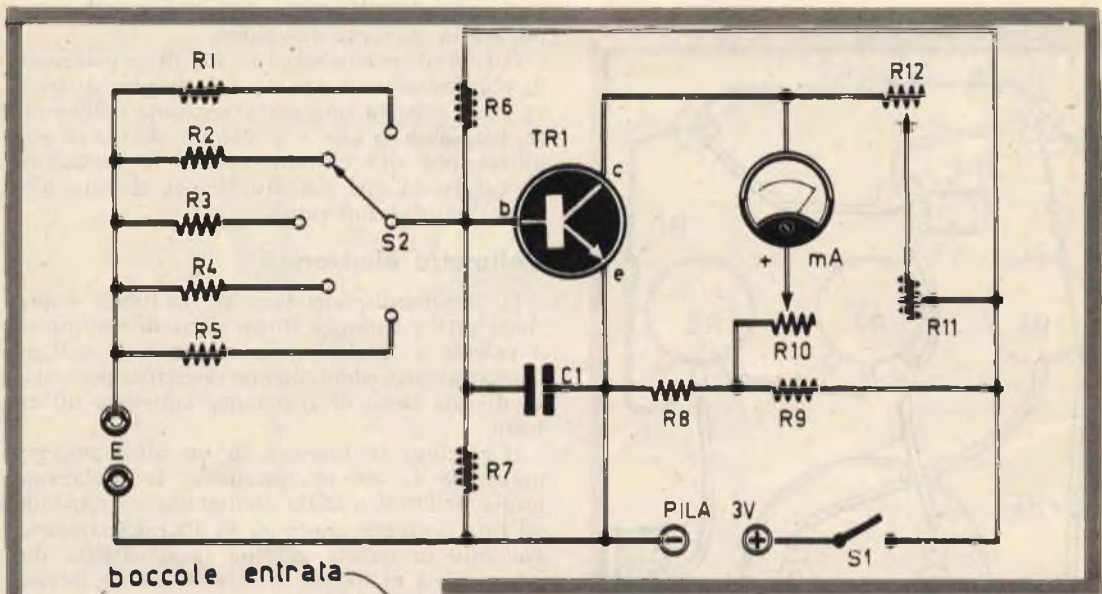 R1
R2
R3
R4
R5
S2
R6
TR1
b
c
e
R12
+ mA
R11
R10
C1
R8
R9
E
R7
PILA 3V
S1
boccole entrata